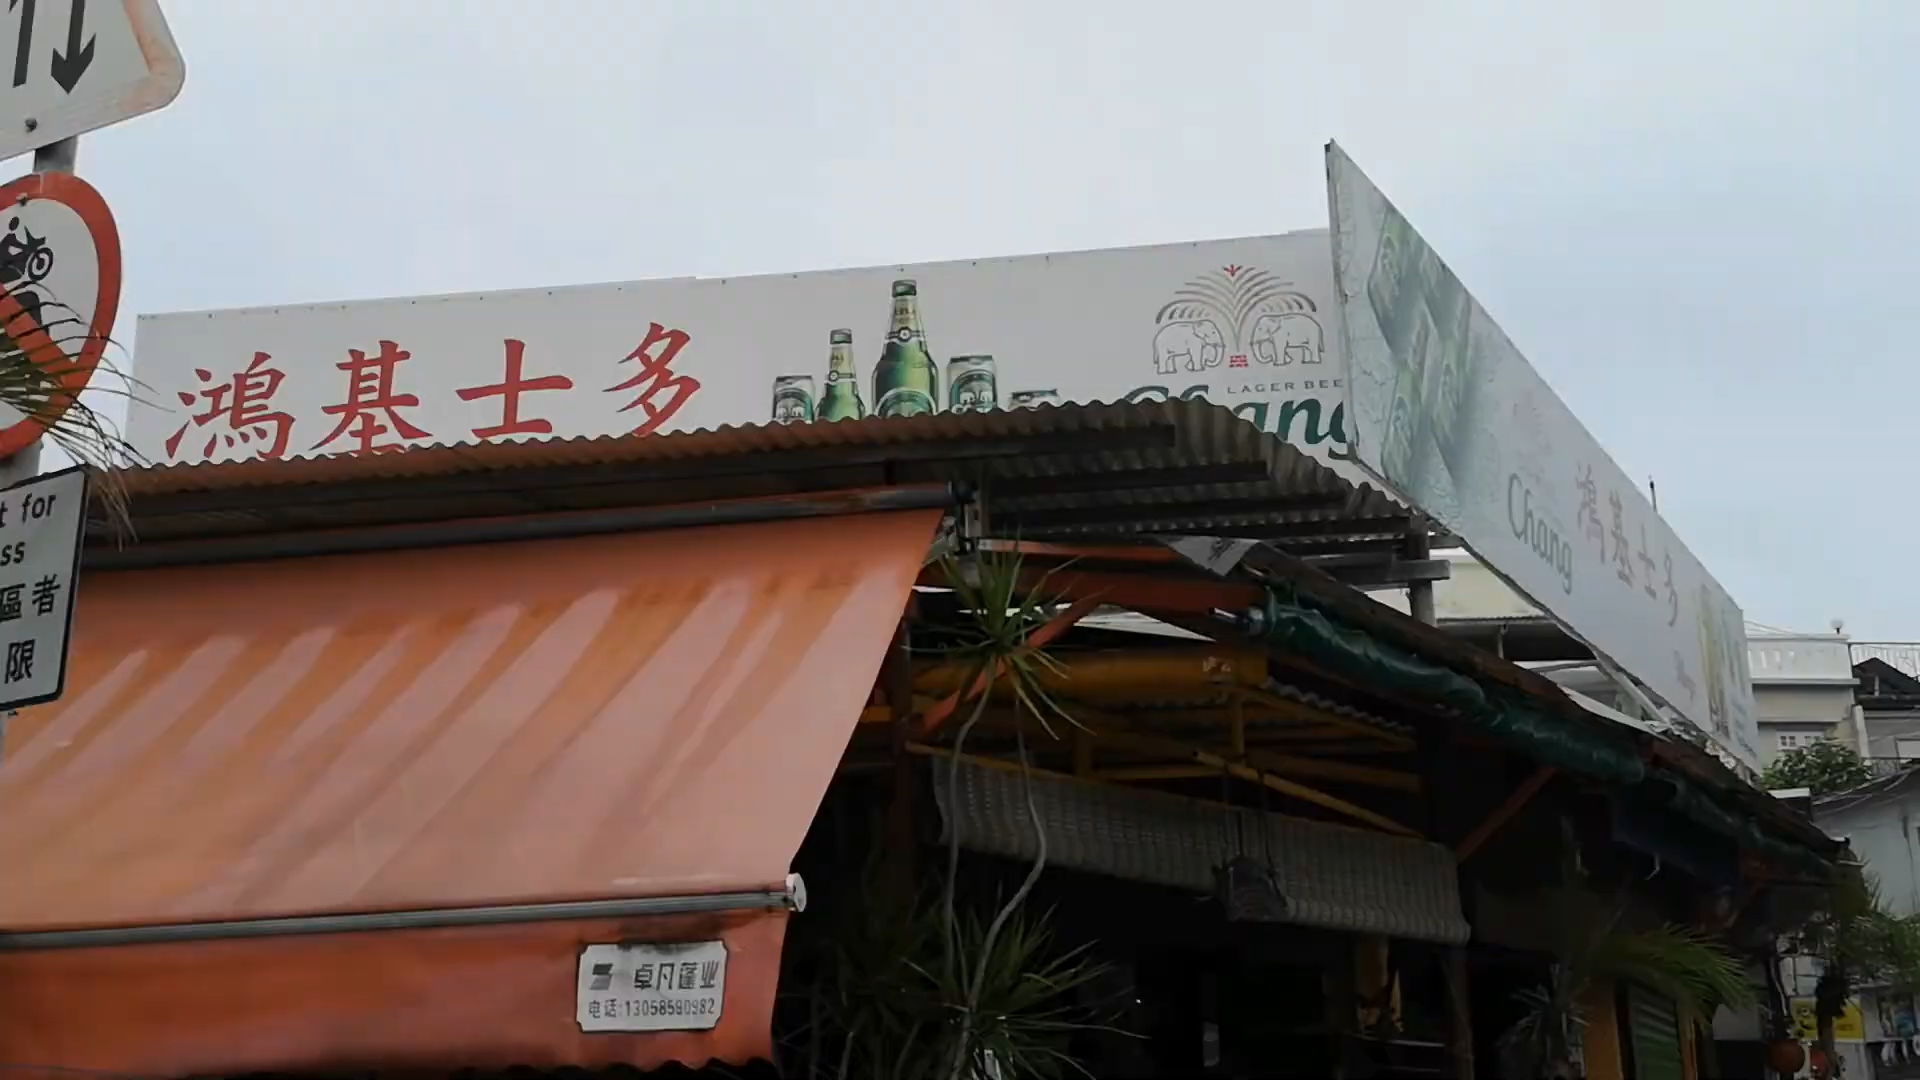 鴻基士多
LAGER BEE
Chang
Chang
鴻基士多
t for
ss
區者
限
卓凡蓬业
电话:13058590982